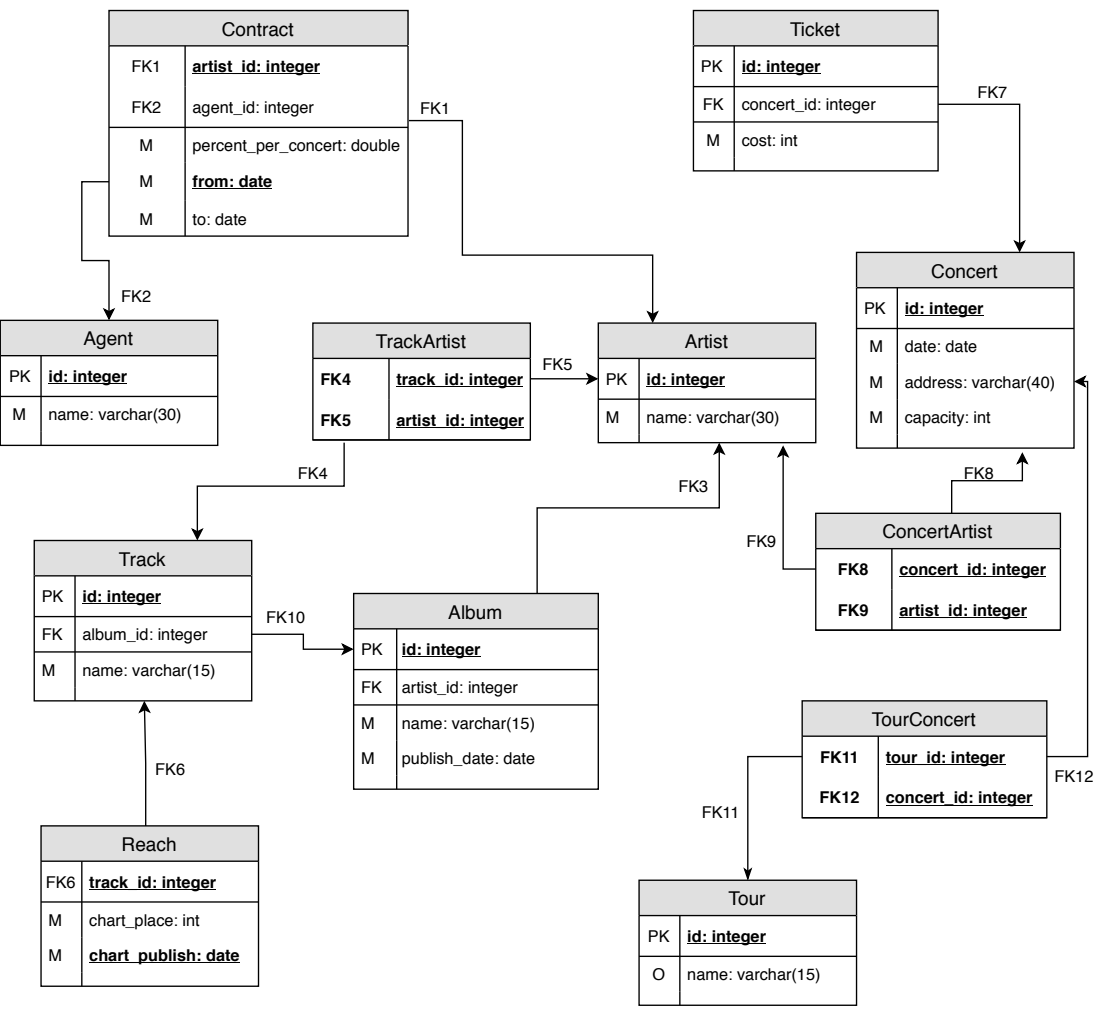 Contract
FK1 artist_id: integer
FK2 agent_id: integer
M percent_per_concert: double
M from: date
M to: date
FK1
FK2
Ticket
PK id: integer
FK concert_id: integer
M cost: int
FK7
Agent
PK id: integer
M name: varchar(30)
TrackArtist
FK4 track_id: integer
FK5 artist_id: integer
FK5
FK4
Artist
PK id: integer
M name: varchar(30)
Concert
PK id: integer
M date: date
M address: varchar(40)
M capacity: int
FK8
FK3
FK9
ConcertArtist
FK8 concert_id: integer
FK9 artist_id: integer
Track
PK id: integer
FK album_id: integer
M name: varchar(15)
FK10
Album
PK id: integer
FK artist_id: integer
M name: varchar(15)
M publish_date: date
FK6
TourConcert
FK11 tour_id: integer
FK12 concert_id: integer
FK12
FK11
Reach
FK6 track_id: integer
M chart_place: int
M chart_publish: date
Tour
PK id: integer
O name: varchar(15)